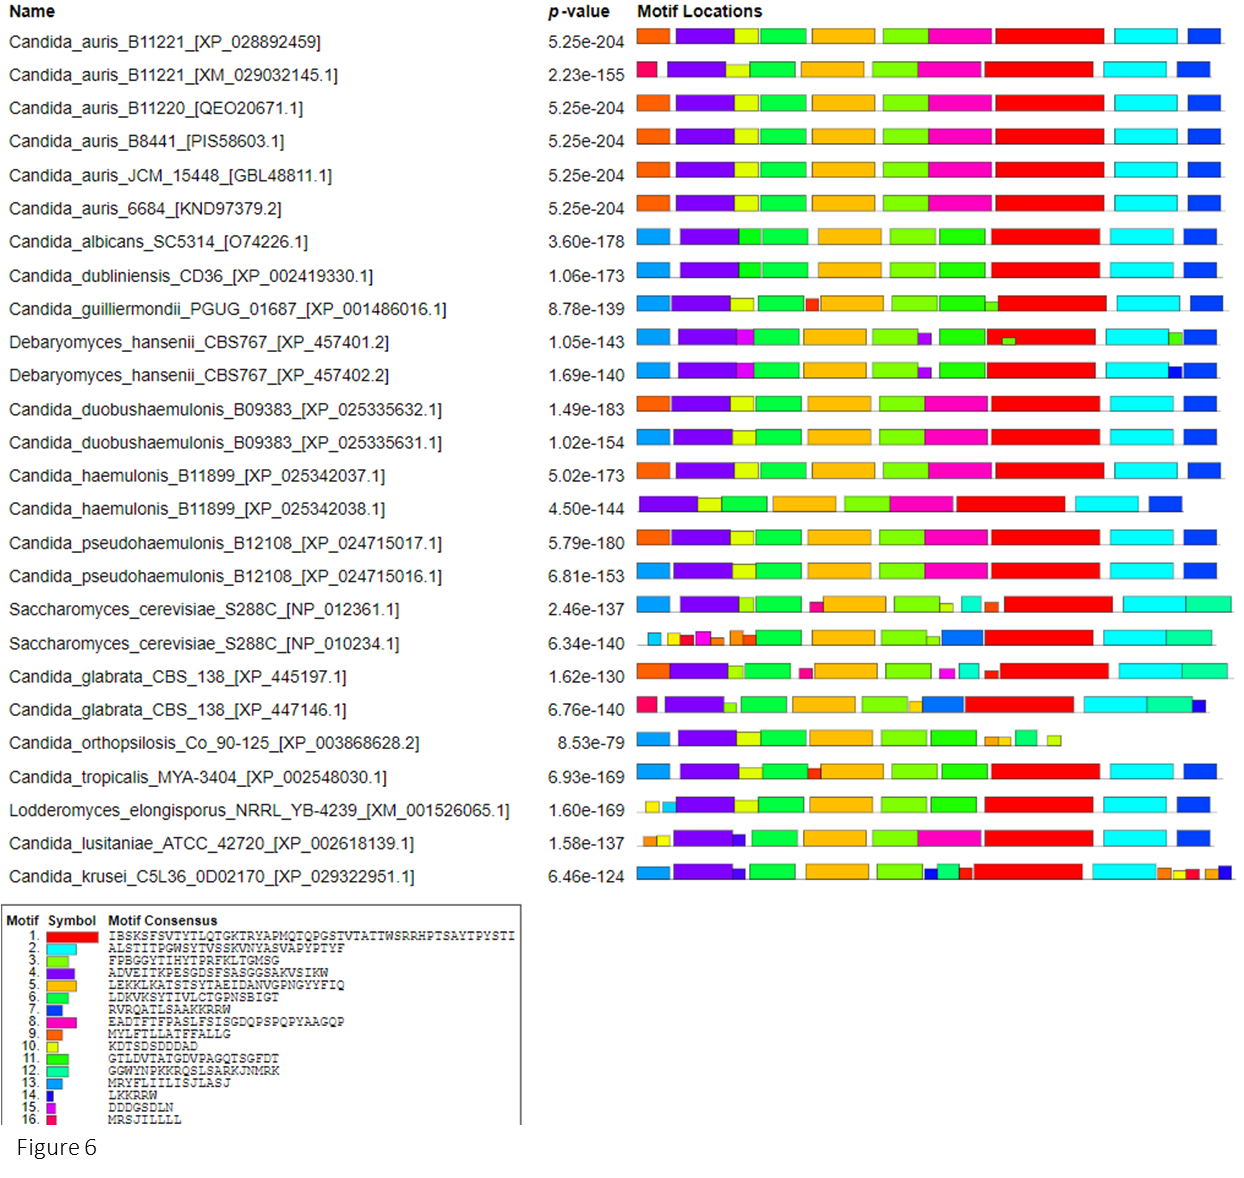 Name p-value Motif Locations
Candida_auris_B11221_[XP_028892459] 5.25e-204
Candida_auris_B11221_[XM_029032145.1] 2.23e-155
Candida_auris_B11220_[QEO20671.1] 5.25e-204
Candida_auris_B8441_[PIS58603.1] 5.25e-204
Candida_auris_JCM_15448_[GBL48811.1] 5.25e-204
Candida_auris_6684_[KND97379.2] 5.25e-204
Candida_albicans_SC5314_[O74226.1] 3.60e-178
Candida_dubliniensis_CD36_[XP_002419330.1] 1.06e-173
Candida_guilliermondii_PGUG_01687_[XP_001486016.1] 8.78e-139
Debaryomyces_hansenii_CBS767_[XP_457401.2] 1.05e-143
Debaryomyces_hansenii_CBS767_[XP_457402.2] 1.69e-140
Candida_duobushaemulonis_B09383_[XP_025335632.1] 1.49e-183
Candida_duobushaemulonis_B09383_[XP_025335631.1] 1.02e-154
Candida_haemulonis_B11899_[XP_025342037.1] 5.02e-173
Candida_haemulonis_B11899_[XP_025342038.1] 4.50e-144
Candida_pseudohaemulonis_B12108_[XP_024715017.1] 5.79e-180
Candida_pseudohaemulonis_B12108_[XP_024715016.1] 6.81e-153
Saccharomyces_cerevisiae_S288C_[NP_012361.1] 2.46e-137
Saccharomyces_cerevisiae_S288C_[NP_010234.1] 6.34e-140
Candida_glabrata_CBS_138_[XP_445197.1] 1.62e-130
Candida_glabrata_CBS_138_[XP_447146.1] 6.76e-140
Candida_orthopsilosis_Co_90-125_[XP_003868628.2] 8.53e-79
Candida_tropicalis_MYA-3404_[XP_002548030.1] 6.93e-169
Lodderomyces_elongisporus_NRRL_YB-4239_[XM_001526065.1] 1.60e-169
Candida_lusitaniae_ATCC_42720_[XP_002618139.1] 1.58e-137
Candida_krusei_C5L36_0D02170_[XP_029322951.1] 6.46e-124
Motif Symbol Motif Consensus
1. IBSKSFSVTYTLQTGKTRYAPMQTQPGSTVTATTWSRRHPTSAYTPYSTI
2. ALSTITPGWSYTVSSKVNYASVAPYPTYF
3. FPBGGYTIHYTPRFKLTGMSG
4. ADVEITKPESGDSFSASGGSAKVSIKW
5. LEKKLKATSTSYTAEIDANVGPNGYYFIQ
6. LDKVKSYTIVLCTGPNSBIGT
7. RVRQATLSAAKKRRW
8. EADTFTFPASLFSISGDQPSPQPYAAGQP
9. MYLFTLLATFFALLG
10. KDTSDSDDDAD
11. GTLDVTATGDVPAGQTSGFDT
12. GGWYNPKKRQSLSARKJNMRK
13. MRYFLIILISJLASJ
14. LKKRRW
15. DDDGSDLN
16. MRSJILLLL
Figure 6